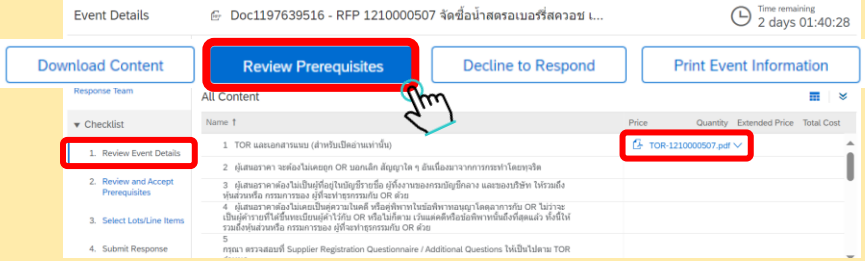 Event Details
Doc1197639516 - RFP 1210000507 จัดซื้อน้ำสตรอเบอร์รี่สควอช เ...
Time remaining
2 days 01:40:28
Download Content
Review Prerequisites
Decline to Respond
Print Event Information
Response Team
All Content
Name ↑
Price
Quantity
Extended Price
Total Cost
▼ Checklist
1. Review Event Details
1 TOR และเอกสารแนบ (สำหรับเปิดอ่านเท่านั้น)
TOR-1210000507.pdf
2 ผู้เสนอราคา จะต้องไม่เคยถูก OR บอกเลิก สัญญาใด ๆ อันเนื่องมาจากการกระทำโดยทุจริต
2. Review and Accept
Prerequisites
3 ผู้เสนอราคาต้องไม่เป็นผู้ที่อยู่ในบัญชีรายชื่อ ผู้ทิ้งงานของกรมบัญชีกลาง และของบริษัท ให้รวมถึง
หุ้นส่วนหรือ กรรมการของ ผู้ที่จะทำธุรกรรมกับ OR ด้วย
4 ผู้เสนอราคาต้องไม่เคยเป็นคู่ความในคดี หรือคู่พิพาทในข้อพิพาทอนุญาโตตุลาการกับ OR ไม่ว่าจะ
เป็นผู้ค้ารายที่ได้ขึ้นทะเบียนผู้ค้าไว้กับ OR หรือไม่ก็ตาม เว้นแต่คดีหรือข้อพิพาทนั้นถึงที่สุดแล้ว ทั้งนี้ให้
รวมถึงหุ้นส่วนหรือ กรรมการของ ผู้ที่จะทำธุรกรรมกับ OR ด้วย
3. Select Lots/Line Items
5
กรุณา ตรวจสอบที่ Supplier Registration Questionnaire / Additional Questions ให้เป็นไปตาม TOR
4. Submit Response